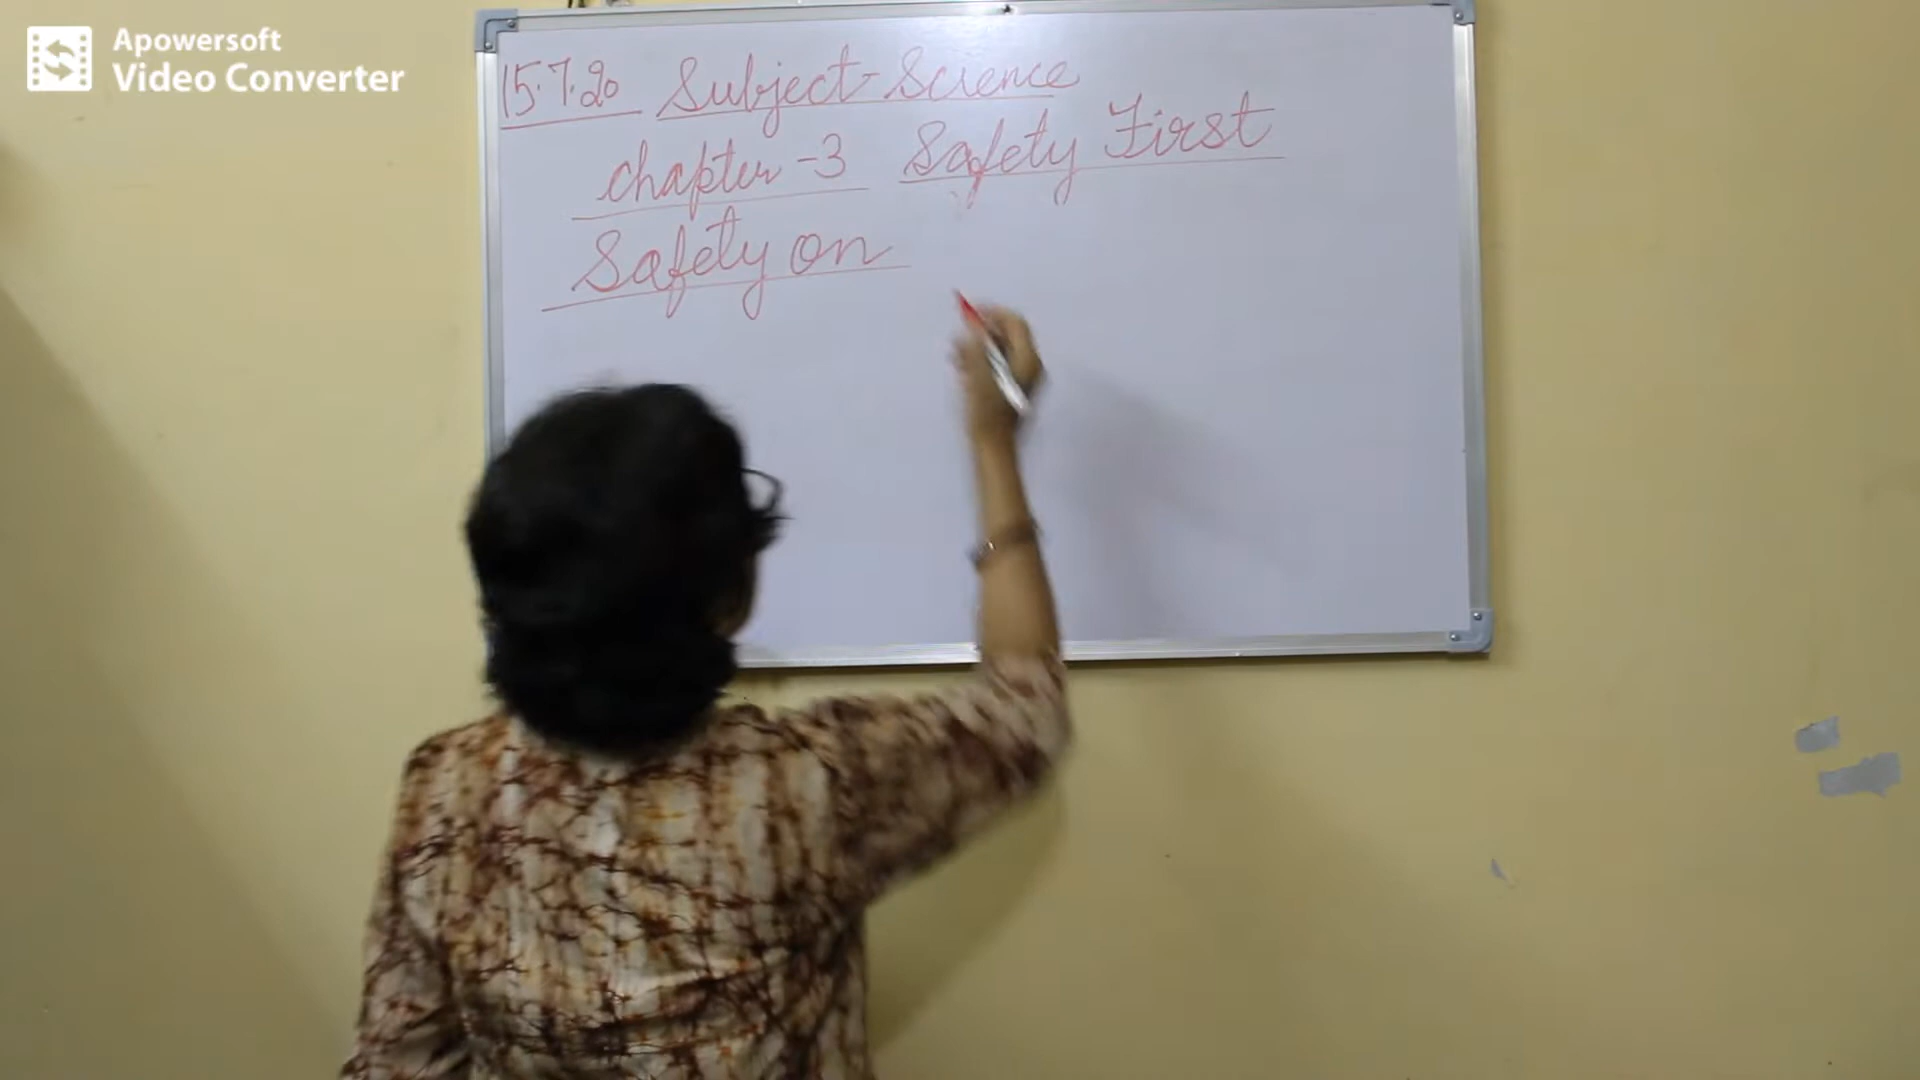 Apowersoft
Video Converter
15.7.20 Subject-Science
chapter -3 Safety First
Safety on